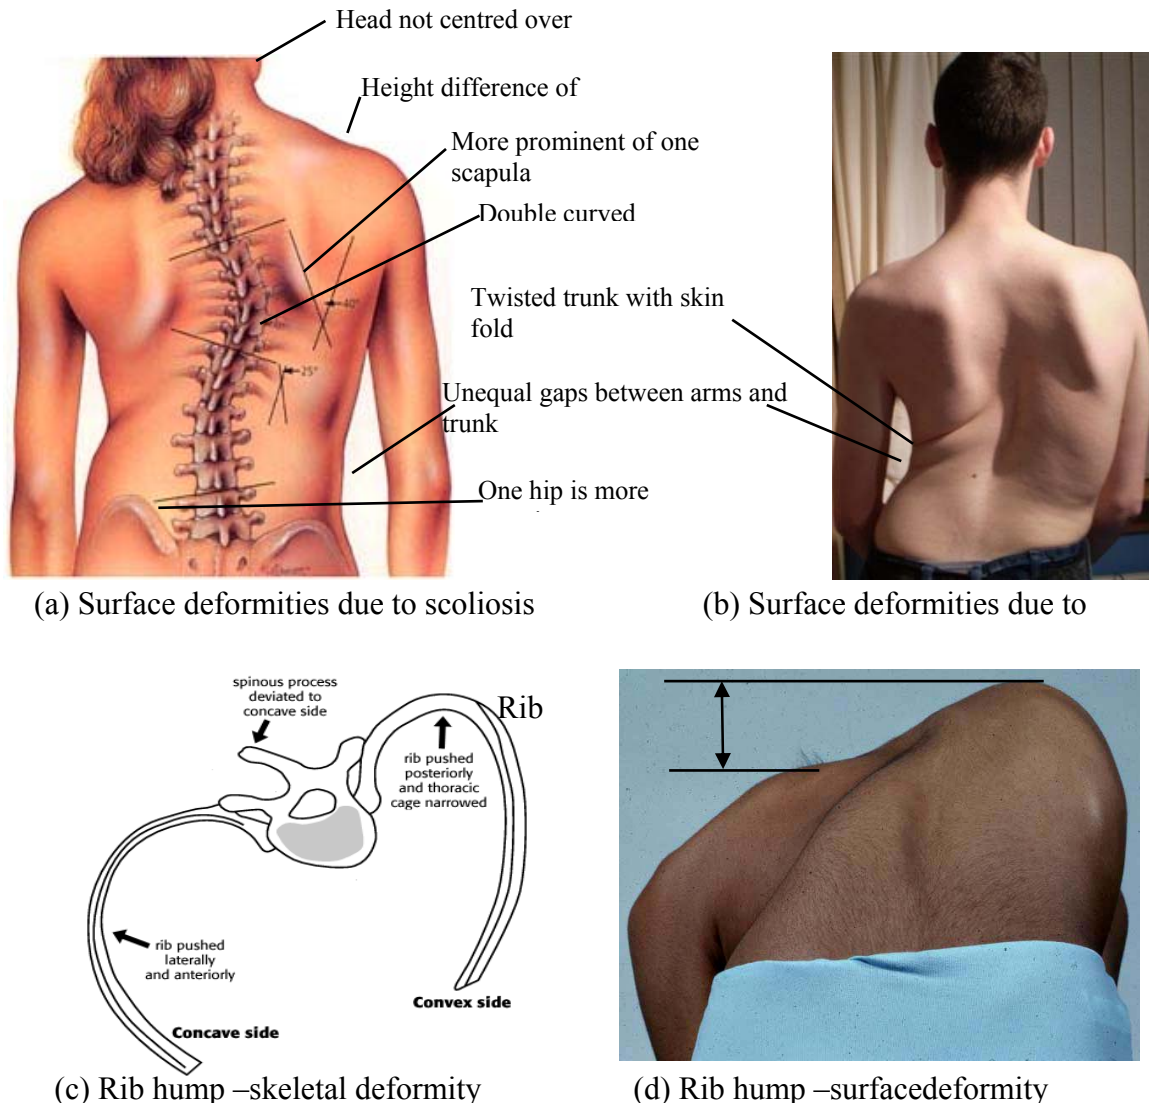 Head not centred over
Height difference of
More prominent of one
scapula
Double curved
Twisted trunk with skin
fold
Unequal gaps between arms and
trunk
One hip is more
40°
25°
(a) Surface deformities due to scoliosis
(b) Surface deformities due to
spinous process
deviated to
concave side
Rib
rib pushed
posteriorly
and thoracic
cage narrowed
rib pushed
laterally
and anteriorly
Convex side
Concave side
(c) Rib hump –skeletal deformity
(d) Rib hump –surfacedeformity